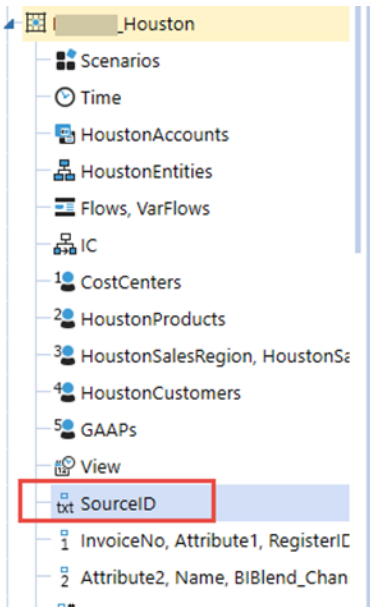 _Houston
Scenarios
Time
HoustonAccounts
HoustonEntities
Flows, VarFlows
IC
1 CostCenters
2 HoustonProducts
3 HoustonSalesRegion, HoustonSa
4 HoustonCustomers
5 GAAPs
View
txt SourceID
1 InvoiceNo, Attribute1, RegisterID
2 Attribute2, Name, BIBlend_Chan